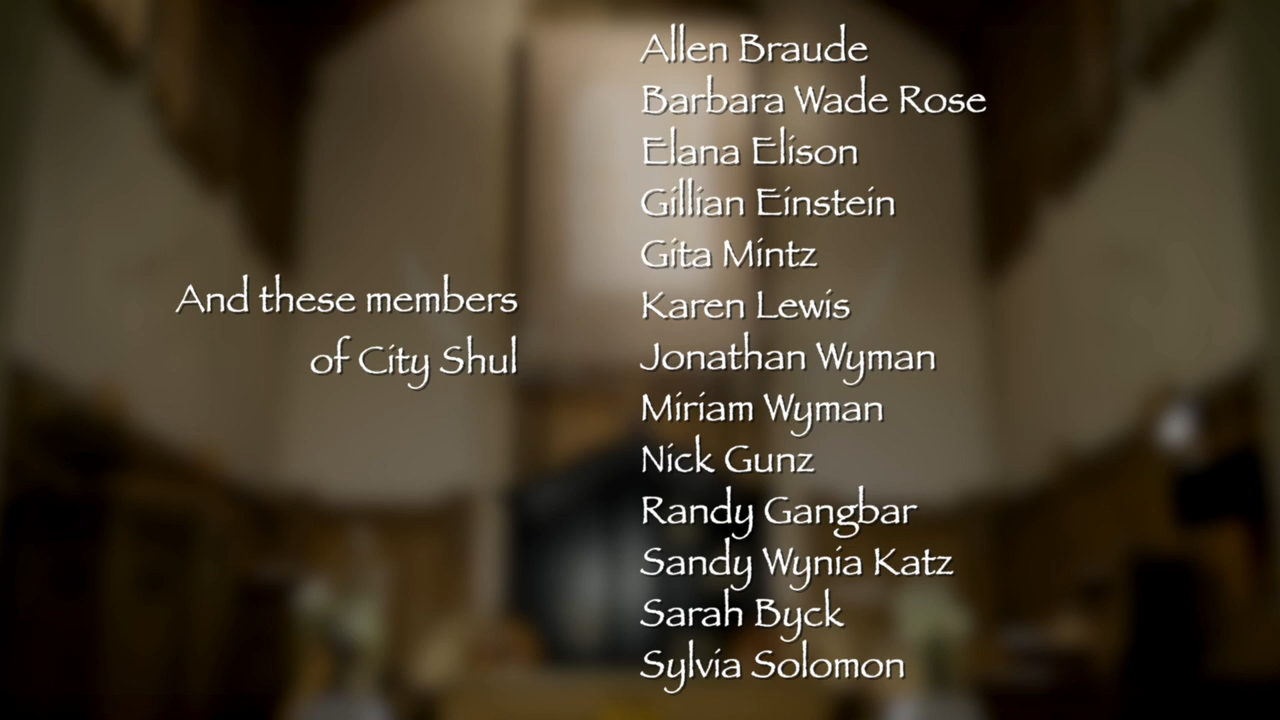 And these members
of City Shul
Allen Braude
Barbara Wade Rose
Elana Elison
Gillian Einstein
Gita Mintz
Karen Lewis
Jonathan Wyman
Miriam Wyman
Nick Gunz
Randy Gangbar
Sandy Wynia Katz
Sarah Byck
Sylvia Solomon